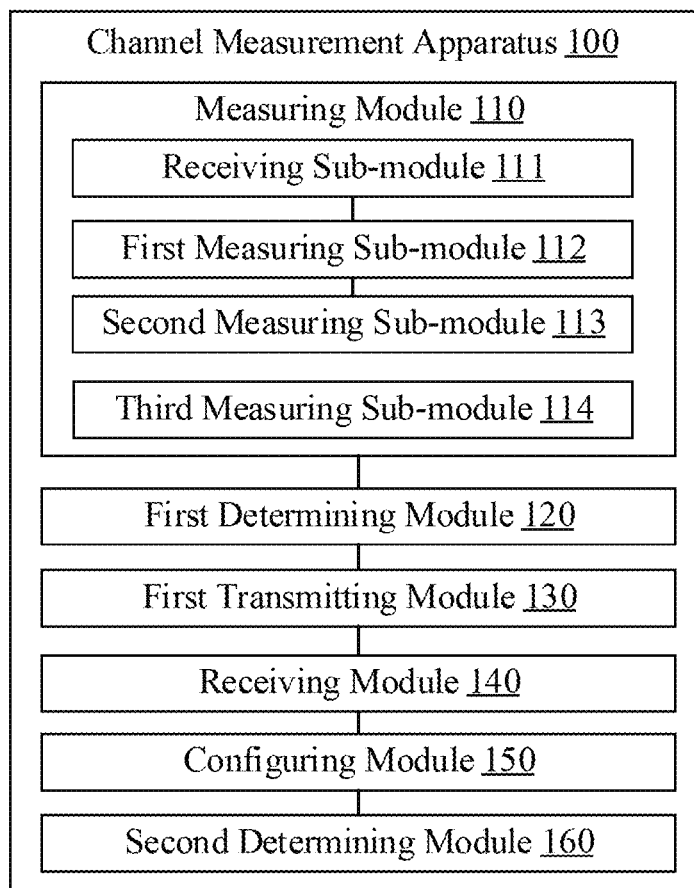 Channel Measurement Apparatus 100
Measuring Module 110
Receiving Sub-module 111
First Measuring Sub-module 112
Second Measuring Sub-module 113
Third Measuring Sub-module 114
First Determining Module 120
First Transmitting Module 130
Receiving Module 140
Configuring Module 150
Second Determining Module 160